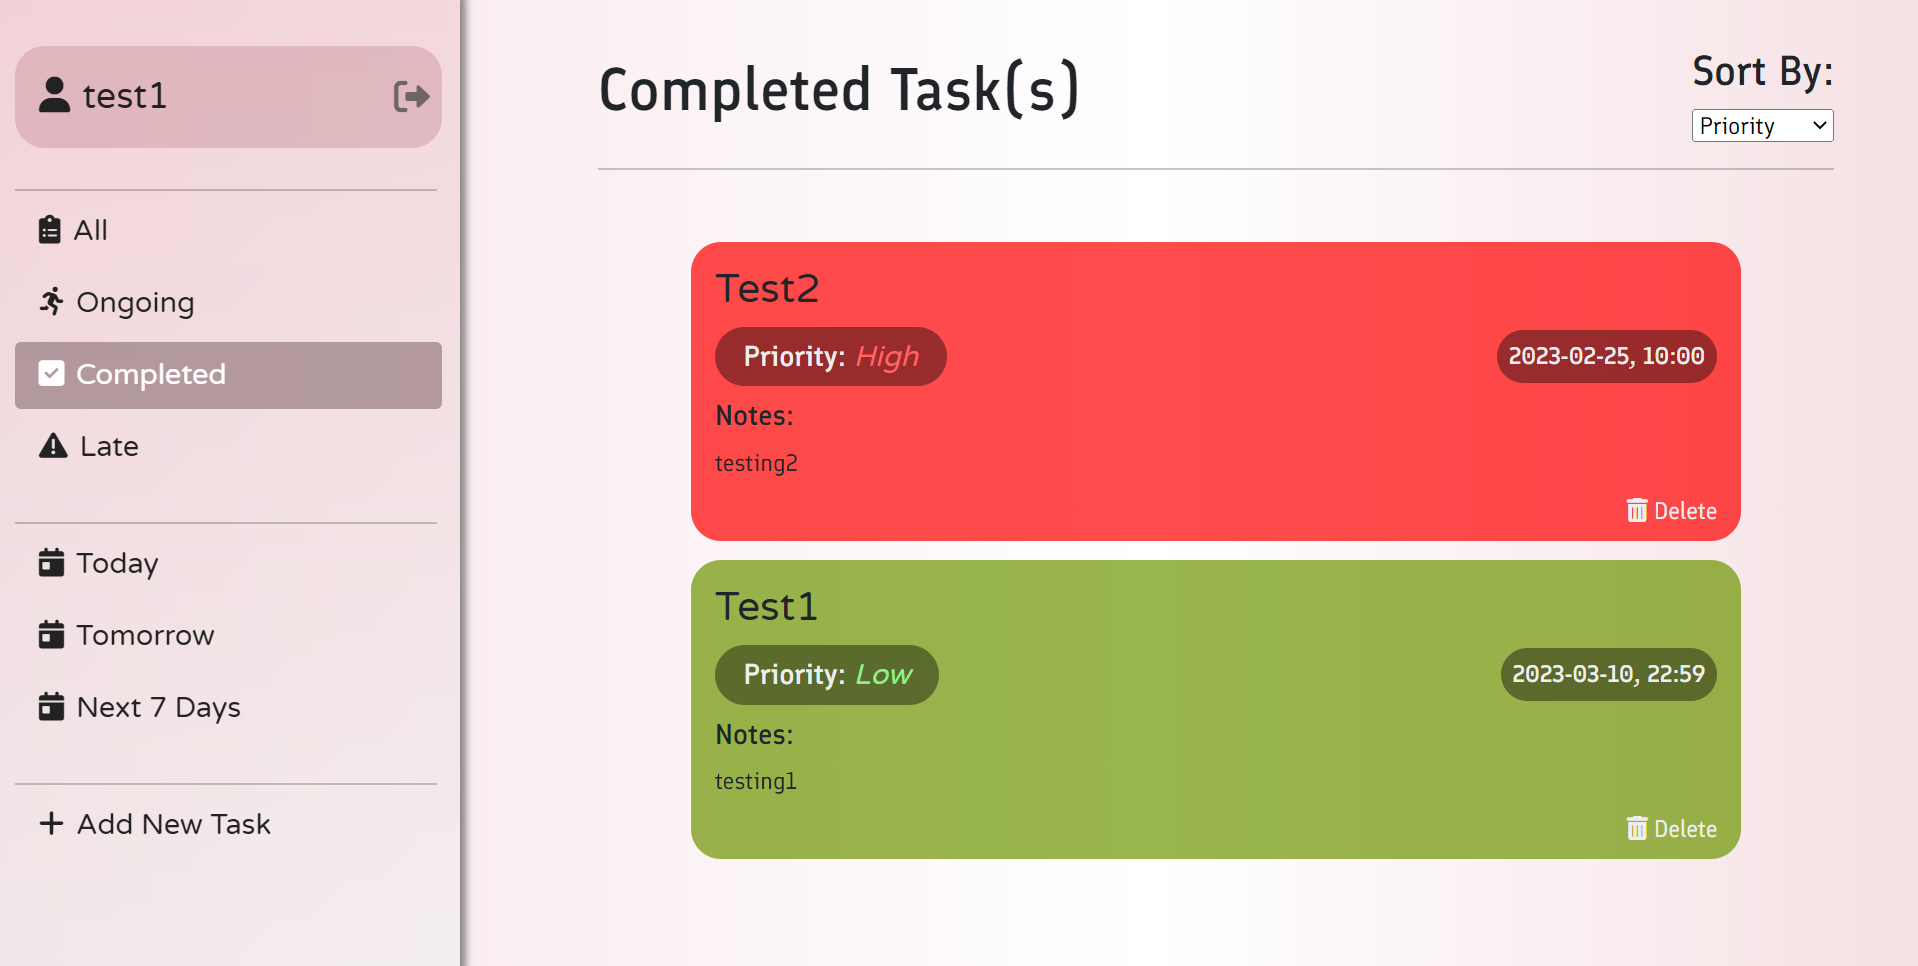 test1
All
Ongoing
Completed
Late
Today
Tomorrow
Next 7 Days
Add New Task
Completed Task(s)
Sort By:
Priority
Test2
Priority: High
2023-02-25, 10:00
Notes:
testing2
Delete
Test1
Priority: Low
2023-03-10, 22:59
Notes:
testing1
Delete